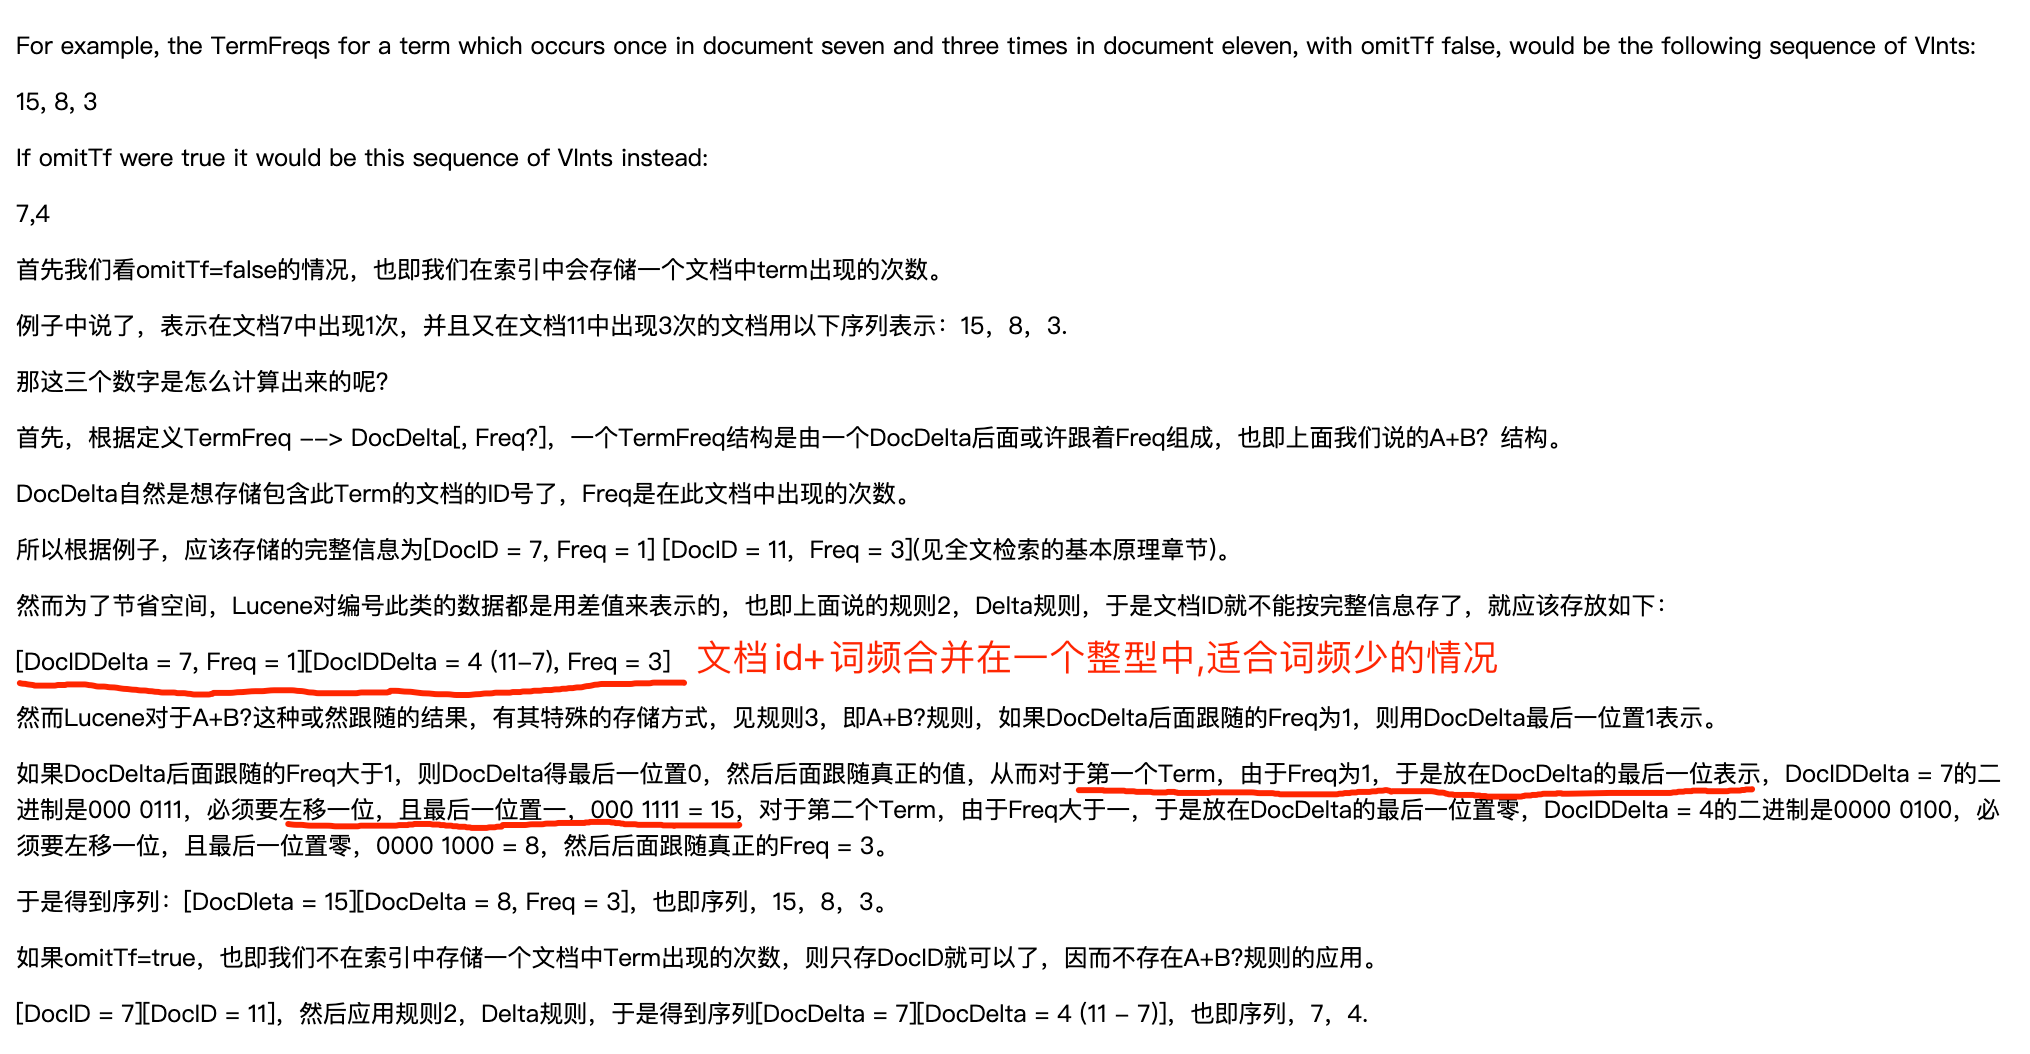 For example, the TermFreqs for a term which occurs once in document seven and three times in document eleven, with omitTf false, would be the following sequence of VInts:
15, 8, 3
If omitTf were true it would be this sequence of VInts instead:
7,4
首先我们看omitTf=false的情况，也即我们在索引中会存储一个文档中term出现的次数。
例子中说了，表示在文档7中出现1次，并且又在文档11中出现3次的文档用以下序列表示：15，8，3.
那这三个数字是怎么计算出来的呢?
首先，根据定义TermFreq --> DocDelta[, Freq?]，一个TermFreq结构是由一个DocDelta后面或许跟着Freq组成，也即上面我们说的A+B？结构。
DocDelta自然是想存储包含此Term的文档的ID号了，Freq是在此文档中出现的次数。
所以根据例子，应该存储的完整信息为[DocID = 7, Freq = 1] [DocID = 11，Freq = 3](见全文检索的基本原理章节)。
然而为了节省空间，Lucene对编号此类的数据都是用差值来表示的，也即上面说的规则2，Delta规则，于是文档ID就不能按完整信息存了，就应该存放如下：
[DocIDDelta = 7, Freq = 1][DocIDDelta = 4 (11-7), Freq = 3] 文档id+词频合并在一个整型中,适合词频少的情况
然而Lucene对于A+B?这种或然跟随的结果，有其特殊的存储方式，见规则3，即A+B?规则，如果DocDelta后面跟随的Freq为1，则用DocDelta最后一位置1表示。
如果DocDelta后面跟随的Freq大于1，则DocDelta得最后一位置0，然后后面跟随真正的值，从而对于第一个Term，由于Freq为1，于是放在DocDelta的最后一位表示，DocIDDelta = 7的二
进制是000 0111，必须要左移一位，且最后一位置一，000 1111 = 15，对于第二个Term，由于Freq大于一，于是放在DocDelta的最后一位置零，DocIDDelta = 4的二进制是0000 0100，必
须要左移一位，且最后一位置零，0000 1000 = 8，然后后面跟随真正的Freq = 3。
于是得到序列：[DocDleta = 15][DocDelta = 8, Freq = 3]，也即序列，15，8，3。
如果omitTf=true，也即我们不在索引中存储一个文档中Term出现的次数，则只存DocID就可以了，因而不存在A+B?规则的应用。
[DocID = 7][DocID = 11]，然后应用规则2，Delta规则，于是得到序列[DocDelta = 7][DocDelta = 4 (11 - 7)]，也即序列，7，4.